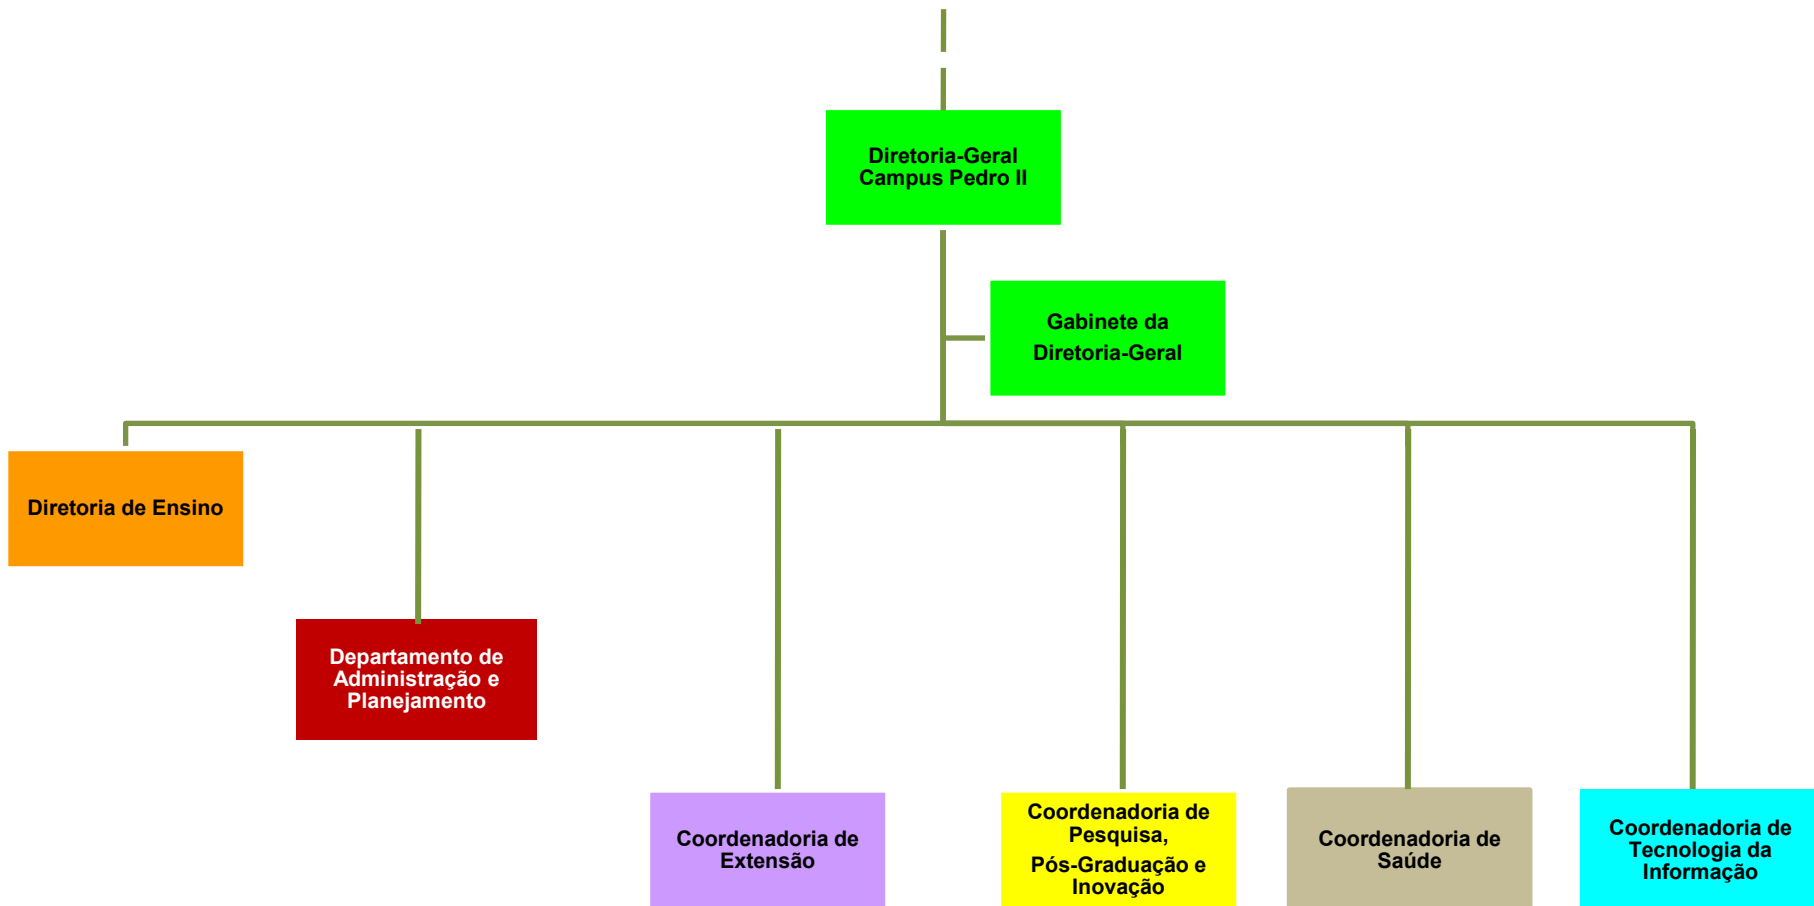 Diretoria-Geral
Campus Pedro II
Gabinete da
Diretoria-Geral
Diretoria de Ensino
Departamento de
Administração e
Planejamento
Coordenadoria de
Extensão
Coordenadoria de
Pesquisa,
Pós-Graduação e
Inovação
Coordenadoria de
Saúde
Coordenadoria de
Tecnologia da
Informação